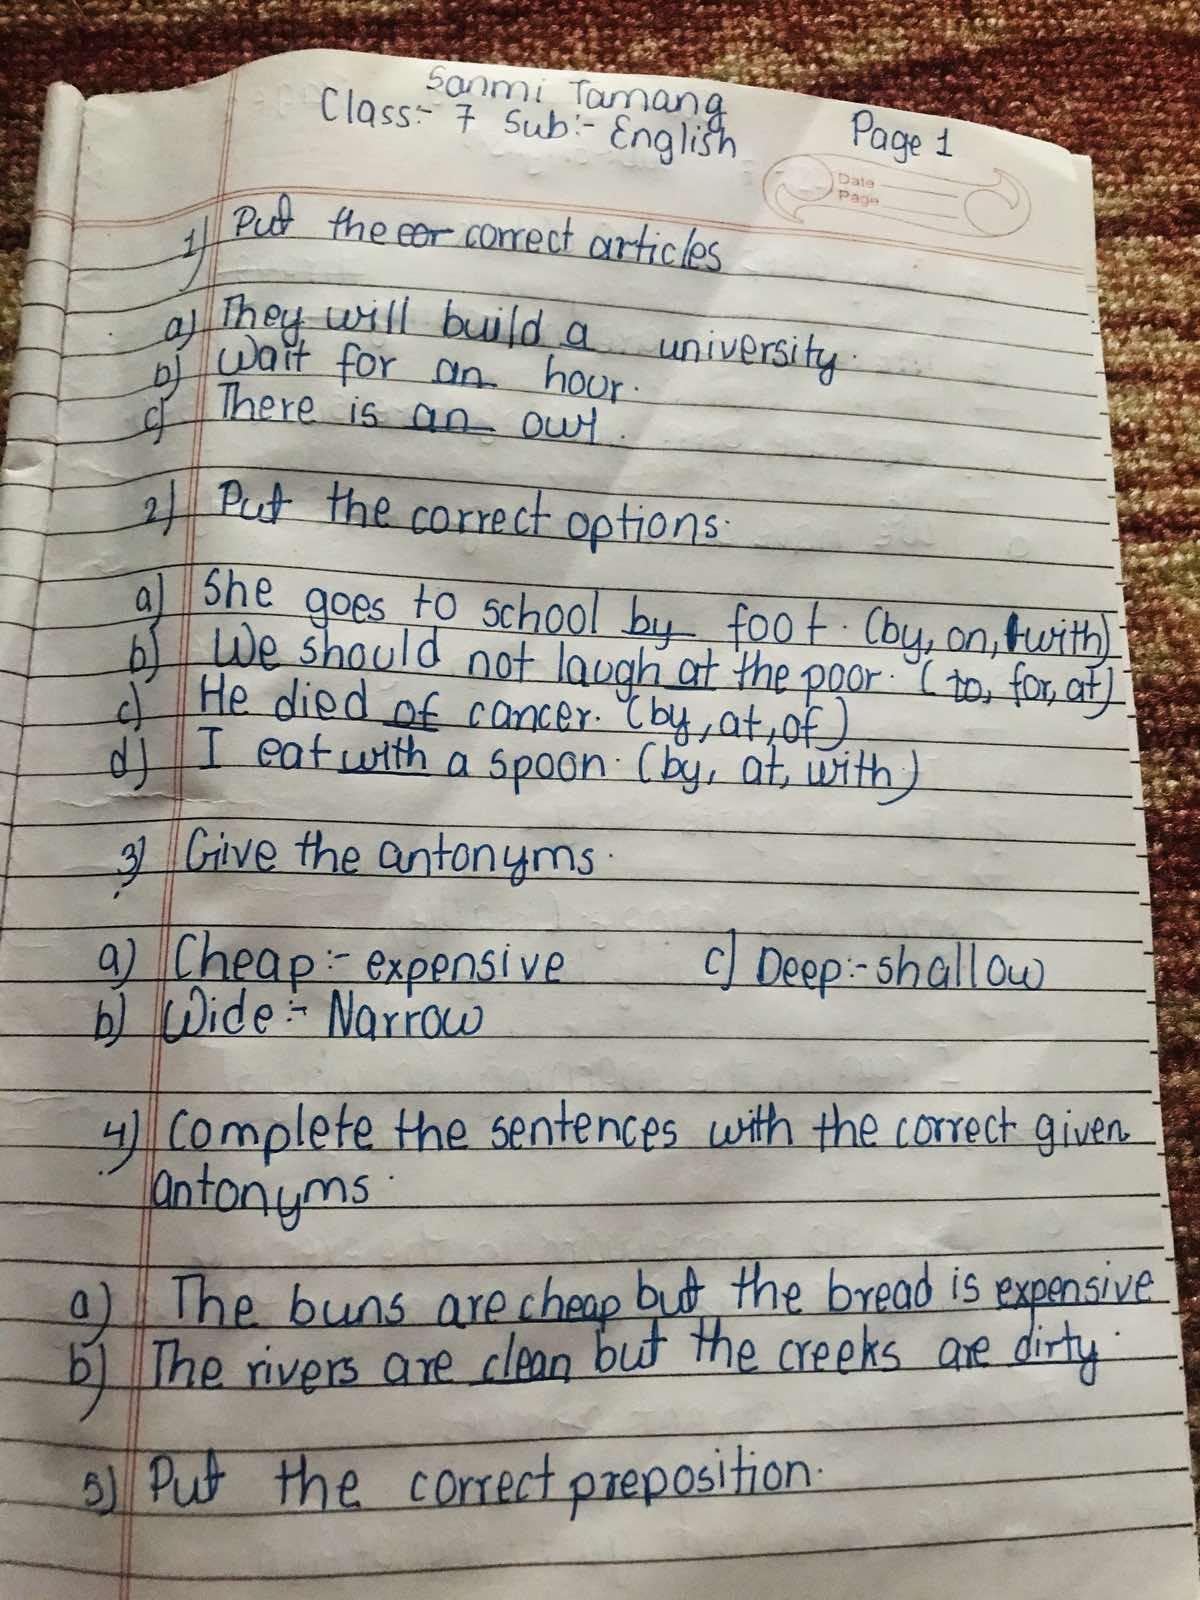 Sanmi Tamang
Class:- 7 Sub:- English
Page 1
Date
Page
1) Put the cor correct articles
a) They will build a university.
b) Wait for an hour.
c) There is an owl.
2) Put the correct options.
a) She goes to school by foot. (by, on, with)
b) We should not laugh at the poor. (to, for, at)
c) He died of cancer. (by, at, of)
d) I eat with a spoon. (by, at, with)
3) Give the antonyms.
a) Cheap:- expensive c) Deep:- shallow
b) Wide:- Narrow
4) Complete the sentences with the correct given
antonyms.
a) The buns are cheap but the bread is expensive
b) The rivers are clean but the creeks are dirty.
5) Put the correct preposition.